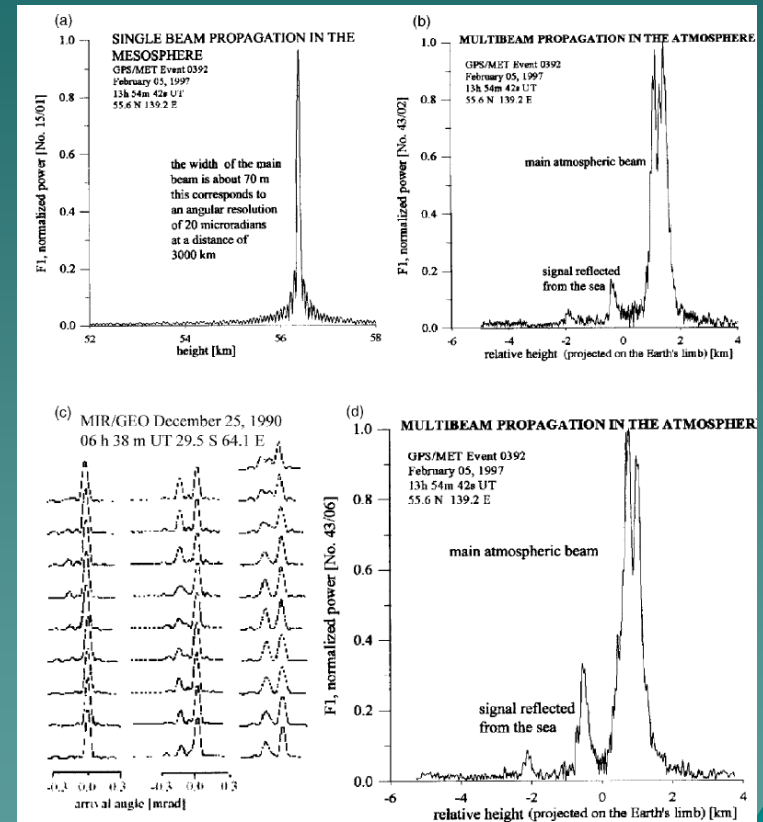 (a)
SINGLE BEAM PROPAGATION IN THE
MESOSPHERE
GPS/MET Event 0392
February 05, 1997
13h 54m 42s UT
55.6 N 139.2 E
the width of the main
beam is about 70 m
this corresponds to
an angular resolution
of 20 microradians
at a distance of
3000 km
F1, normalized power [No. 15/01]
1.0
0.8
0.6
0.4
0.2
0.0
52 54 56 58
height [km]
(b)
MULTIBEAM PROPAGATION IN THE ATMOSPHERE
GPS/MET Event 0392
February 05, 1997
13h 54m 42s UT
55.6 N 139.2 E
main atmospheric beam
signal reflected
from the sea
F1, normalized power [No. 43/02]
1.0
0.8
0.6
0.4
0.2
0.0
-6 -4 -2 0 2 4
relative height (projected on the Earth's limb) [km]
(c)
MIR/GEO December 25, 1990
06 h 38 m UT 29.5 S 64.1 E
-0.3 0.0 0.3 -0.3 0.0 0.3
arrival angle [mrad]
(d)
MULTIBEAM PROPAGATION IN THE ATMOSPHER
GPS/MET Event 0392
February 05, 1997
13h 54m 42s UT
55.6 N 139.2 E
main atmospheric beam
signal reflected
from the sea
F1, normalized power [No. 43/06]
1.0
0.8
0.6
0.4
0.2
0.0
-6 -4 -2 0 2 4
relative height (projected on the Earth's limb) [km]